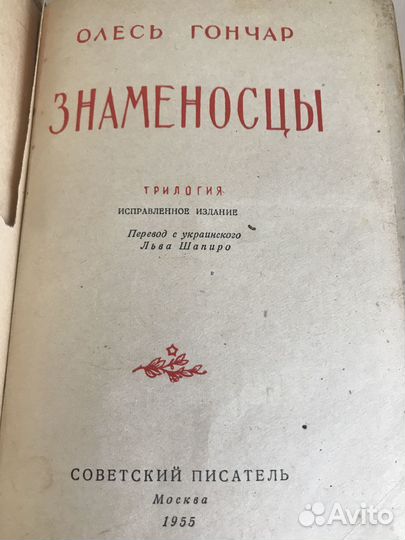 ОЛЕСЬ ГОНЧАР
ЗНАМЕНОСЦЫ
ТРИЛОГИЯ
ИСПРАВЛЕННОЕ ИЗДАНИЕ
Перевод с украинского
Льва Шапиро
СОВЕТСКИЙ ПИСАТЕЛЬ
Москва
1955
Avito